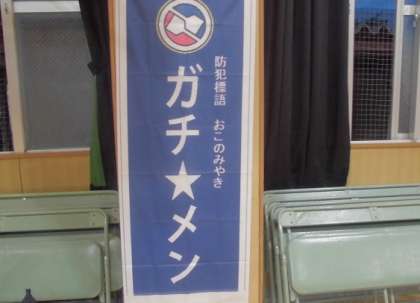 防犯標語 おこのみやき
ガチ★メン